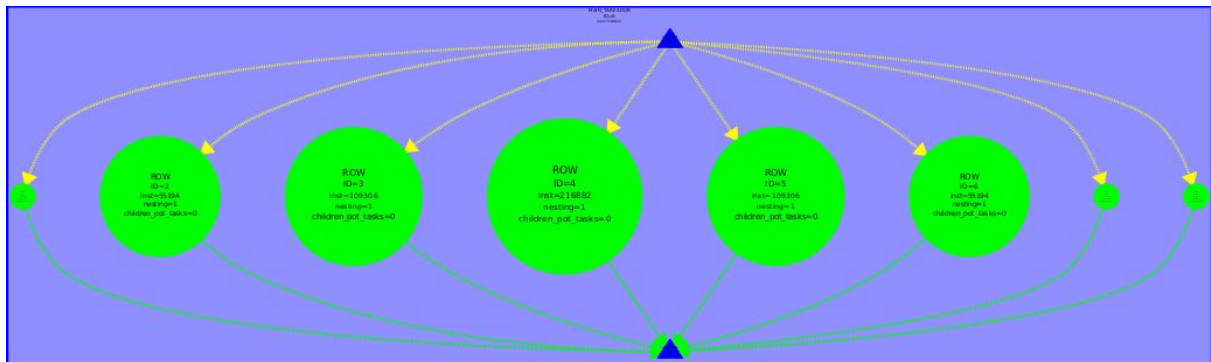 ROW
ID=2
inst=55194
nesting=1
children_pot_tasks=0
ROW
ID=3
inst=109306
nesting=1
children_pot_tasks=0
ROW
ID=4
inst=216882
nesting=1
children_pot_tasks=0
ROW
ID=5
inst=109306
nesting=1
children_pot_tasks=0
ROW
ID=6
inst=55194
nesting=1
children_pot_tasks=0